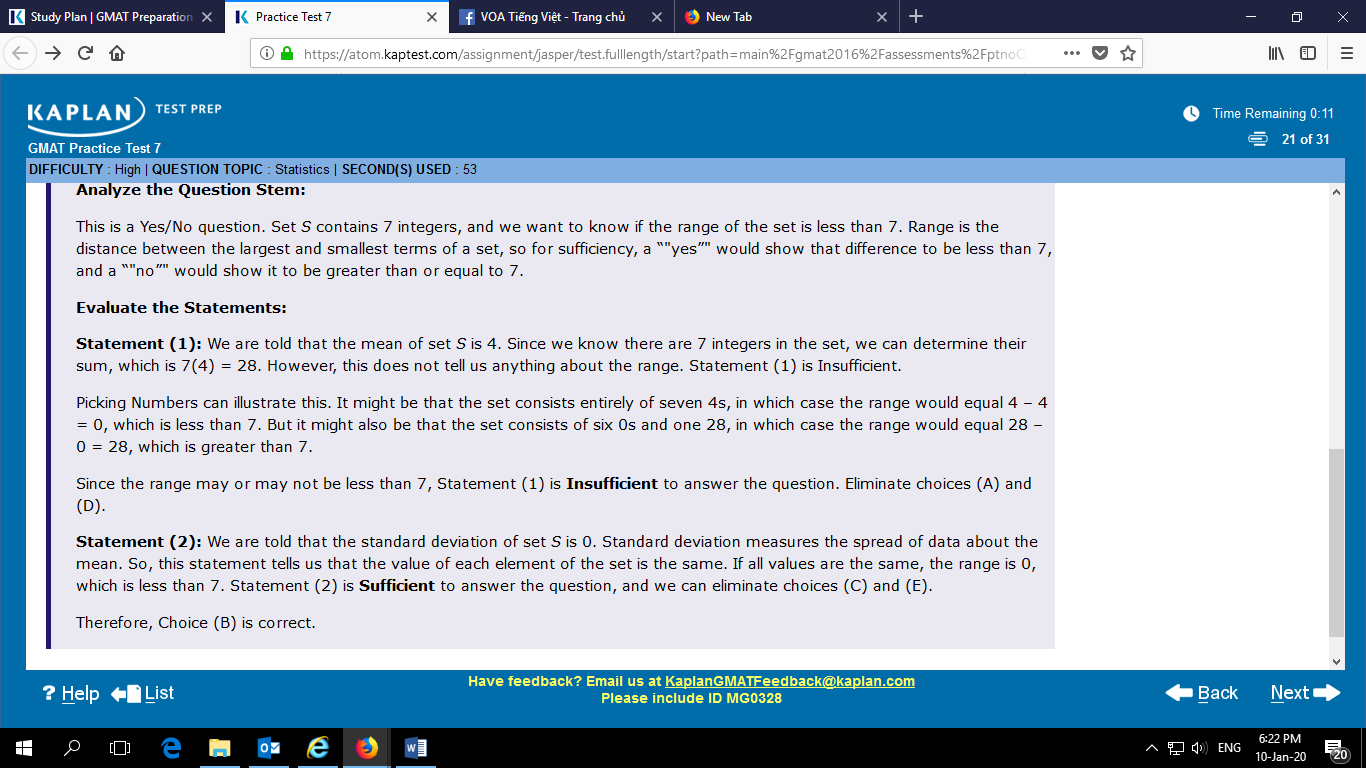 Study Plan | GMAT Preparation
Practice Test 7
VOA Tiếng Việt - Trang chủ
New Tab
https://atom.kaptest.com/assignment/jasper/test.fulllength/start?path=main%2Fgmat2016%2Fassessments%2Fptno
KAPLAN TEST PREP
Time Remaining 0:11
GMAT Practice Test 7
21 of 31
DIFFICULTY : High | QUESTION TOPIC : Statistics | SECOND(S) USED : 53
Analyze the Question Stem:
This is a Yes/No question. Set S contains 7 integers, and we want to know if the range of the set is less than 7. Range is the
distance between the largest and smallest terms of a set, so for sufficiency, a “"yes”" would show that difference to be less than 7,
and a “"no”" would show it to be greater than or equal to 7.
Evaluate the Statements:
Statement (1): We are told that the mean of set S is 4. Since we know there are 7 integers in the set, we can determine their
sum, which is 7(4) = 28. However, this does not tell us anything about the range. Statement (1) is Insufficient.
Picking Numbers can illustrate this. It might be that the set consists entirely of seven 4s, in which case the range would equal 4 – 4
= 0, which is less than 7. But it might also be that the set consists of six 0s and one 28, in which case the range would equal 28 –
0 = 28, which is greater than 7.
Since the range may or may not be less than 7, Statement (1) is Insufficient to answer the question. Eliminate choices (A) and
(D).
Statement (2): We are told that the standard deviation of set S is 0. Standard deviation measures the spread of data about the
mean. So, this statement tells us that the value of each element of the set is the same. If all values are the same, the range is 0,
which is less than 7. Statement (2) is Sufficient to answer the question, and we can eliminate choices (C) and (E).
Therefore, Choice (B) is correct.
? Help
List
Have feedback? Email us at KaplanGMATFeedback@kaplan.com
Please include ID MG0328
Back
Next
ENG
6:22 PM
10-Jan-20
20